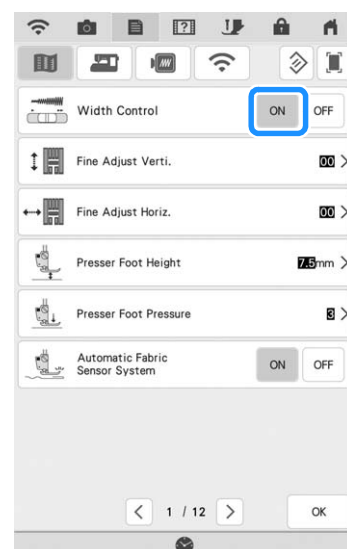 ?
Width Control
ON
OFF
Fine Adjust Verti.
00
Fine Adjust Horiz.
00
Presser Foot Height
7.5mm
Presser Foot Pressure
3
Automatic Fabric
Sensor System
ON
OFF
1 / 12
OK